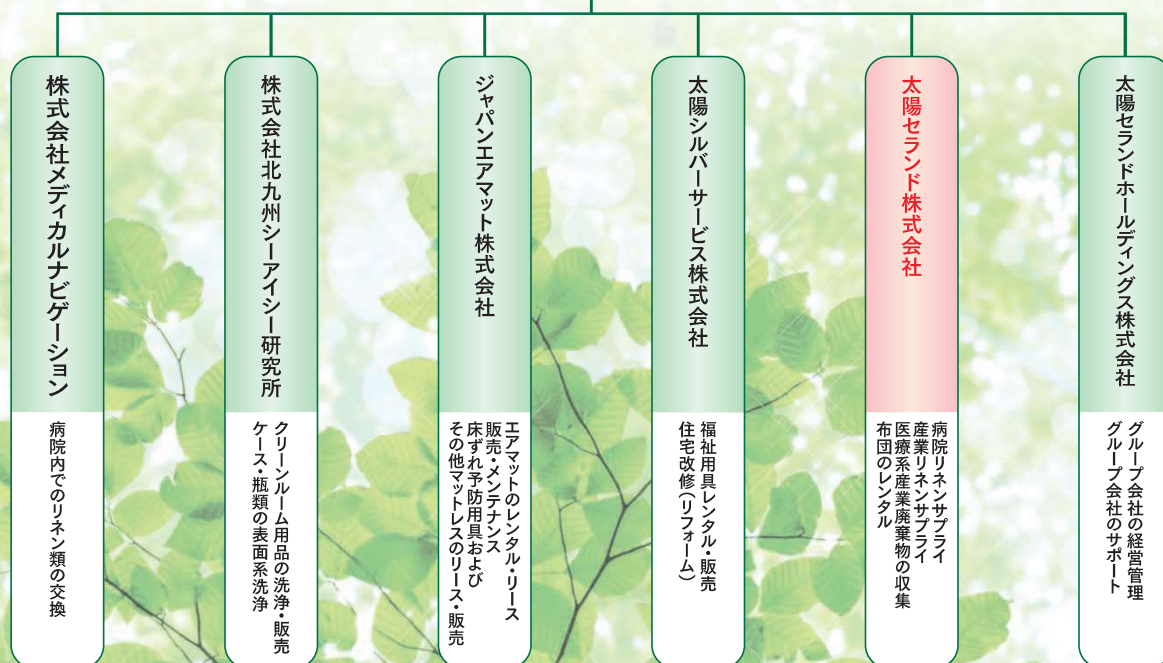 太陽セランドホールディングス株式会社
グループ会社の経営管理
グループ会社のサポート
太陽セランド株式会社
病院リネンサプライ
産業リネンサプライ
医療系産業廃棄物の収集
布団のレンタル
太陽シルバーサービス株式会社
福祉用具レンタル・販売
住宅改修（リフォーム）
ジャパンエアマット株式会社
エアマットのレンタル・リース
販売・メンテナンス
床ずれ予防用具および
その他マットレスのリース・販売
株式会社北九州シーアイシー研究所
クリーンルーム用品の洗浄・販売
ケース・瓶類の表面系洗浄
株式会社メディカルナビゲーション
病院内でのリネン類の交換